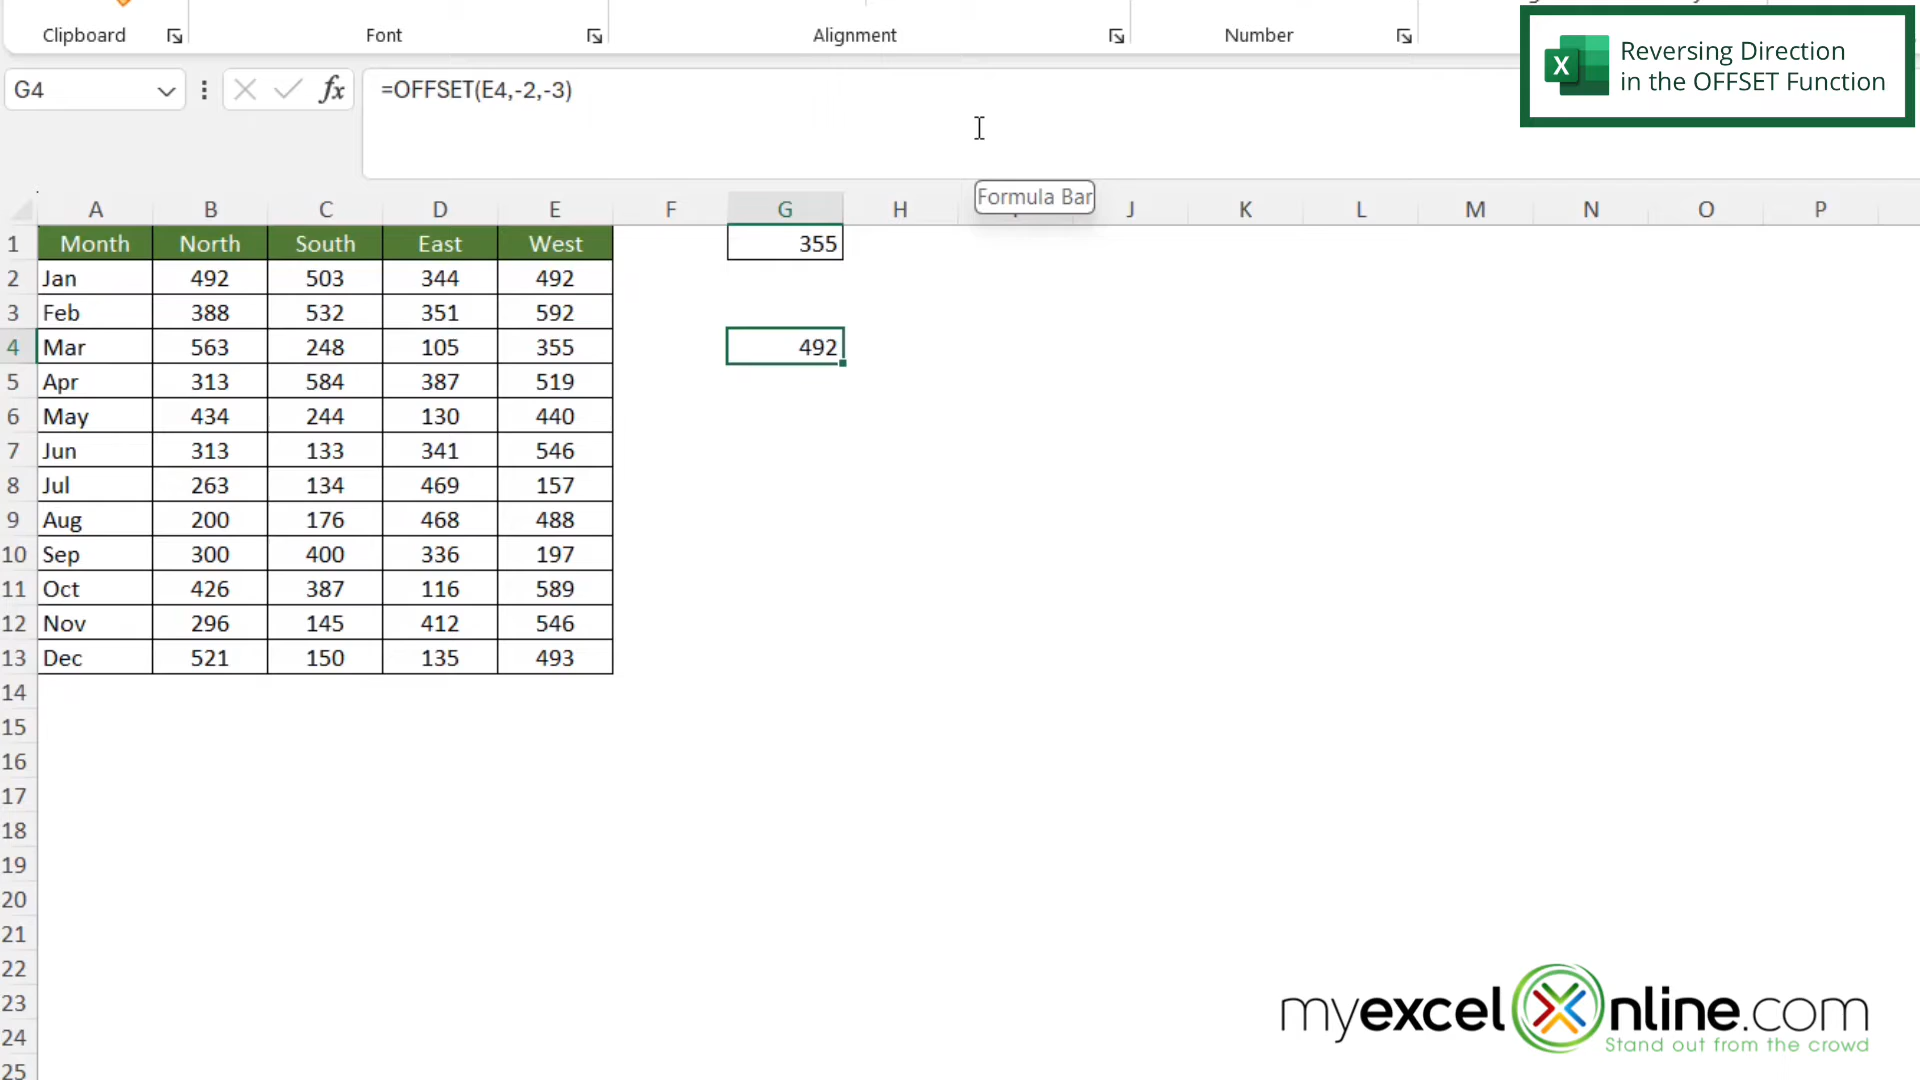 Clipboard Font Alignment Number
Reversing Direction
in the OFFSET Function
X
G4 fx =OFFSET(E4,-2,-3)
Formula Bar
A B C D E F G H J K L M N O P
1 Month North South East West 355
2 Jan 492 503 344 492
3 Feb 388 532 351 592
4 Mar 563 248 105 355 492
5 Apr 313 584 387 519
6 May 434 244 130 440
7 Jun 313 133 341 546
8 Jul 263 134 469 157
9 Aug 200 176 468 488
10 Sep 300 400 336 197
11 Oct 426 387 116 589
12 Nov 296 145 412 546
13 Dec 521 150 135 493
14
15
16
17
18
19
20
21
22
23
24
25
myexcelOnline.com
Stand out from the crowd